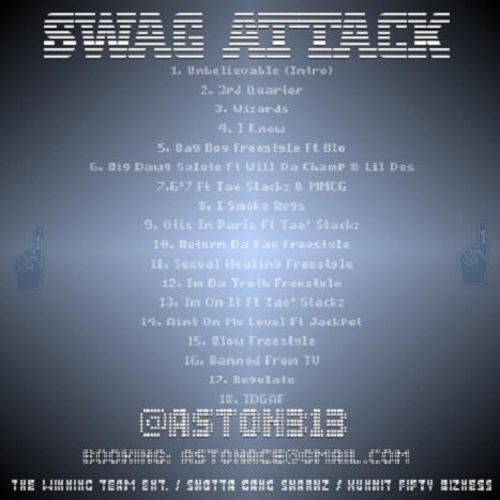 SWAG ATTACK
1. Unbelievable (Intro)
2. 3rd Quarter
3. Wizards
4. I Know
5. Bag Boy Freestyle Ft Blo
6. Big Dawg Salute Ft Will Da Champ & Lil Des
7.6'7 Ft Tae Stackz & MMCG
8. I Smoke Regs
9. Otis In Paris Ft Tae* Stackz
10. Return Da Fav Freestyle
11. Sexual Healing Freestyle
12. Im Da Truth Freestyle
13. Im On It Ft Tae* Stackz
14. Aint On My Level Ft Jackpot
15. Blow Freestyle
16. Banned From TV
17. Regulate
18. IDGAF
@ASTON313
BOOKING: ASTONACE@GMAIL.COM
THE WINNING TEAM ENT. / SHOTTA GANG SHARKZ / HUNNIT FIFTY BIZNESS